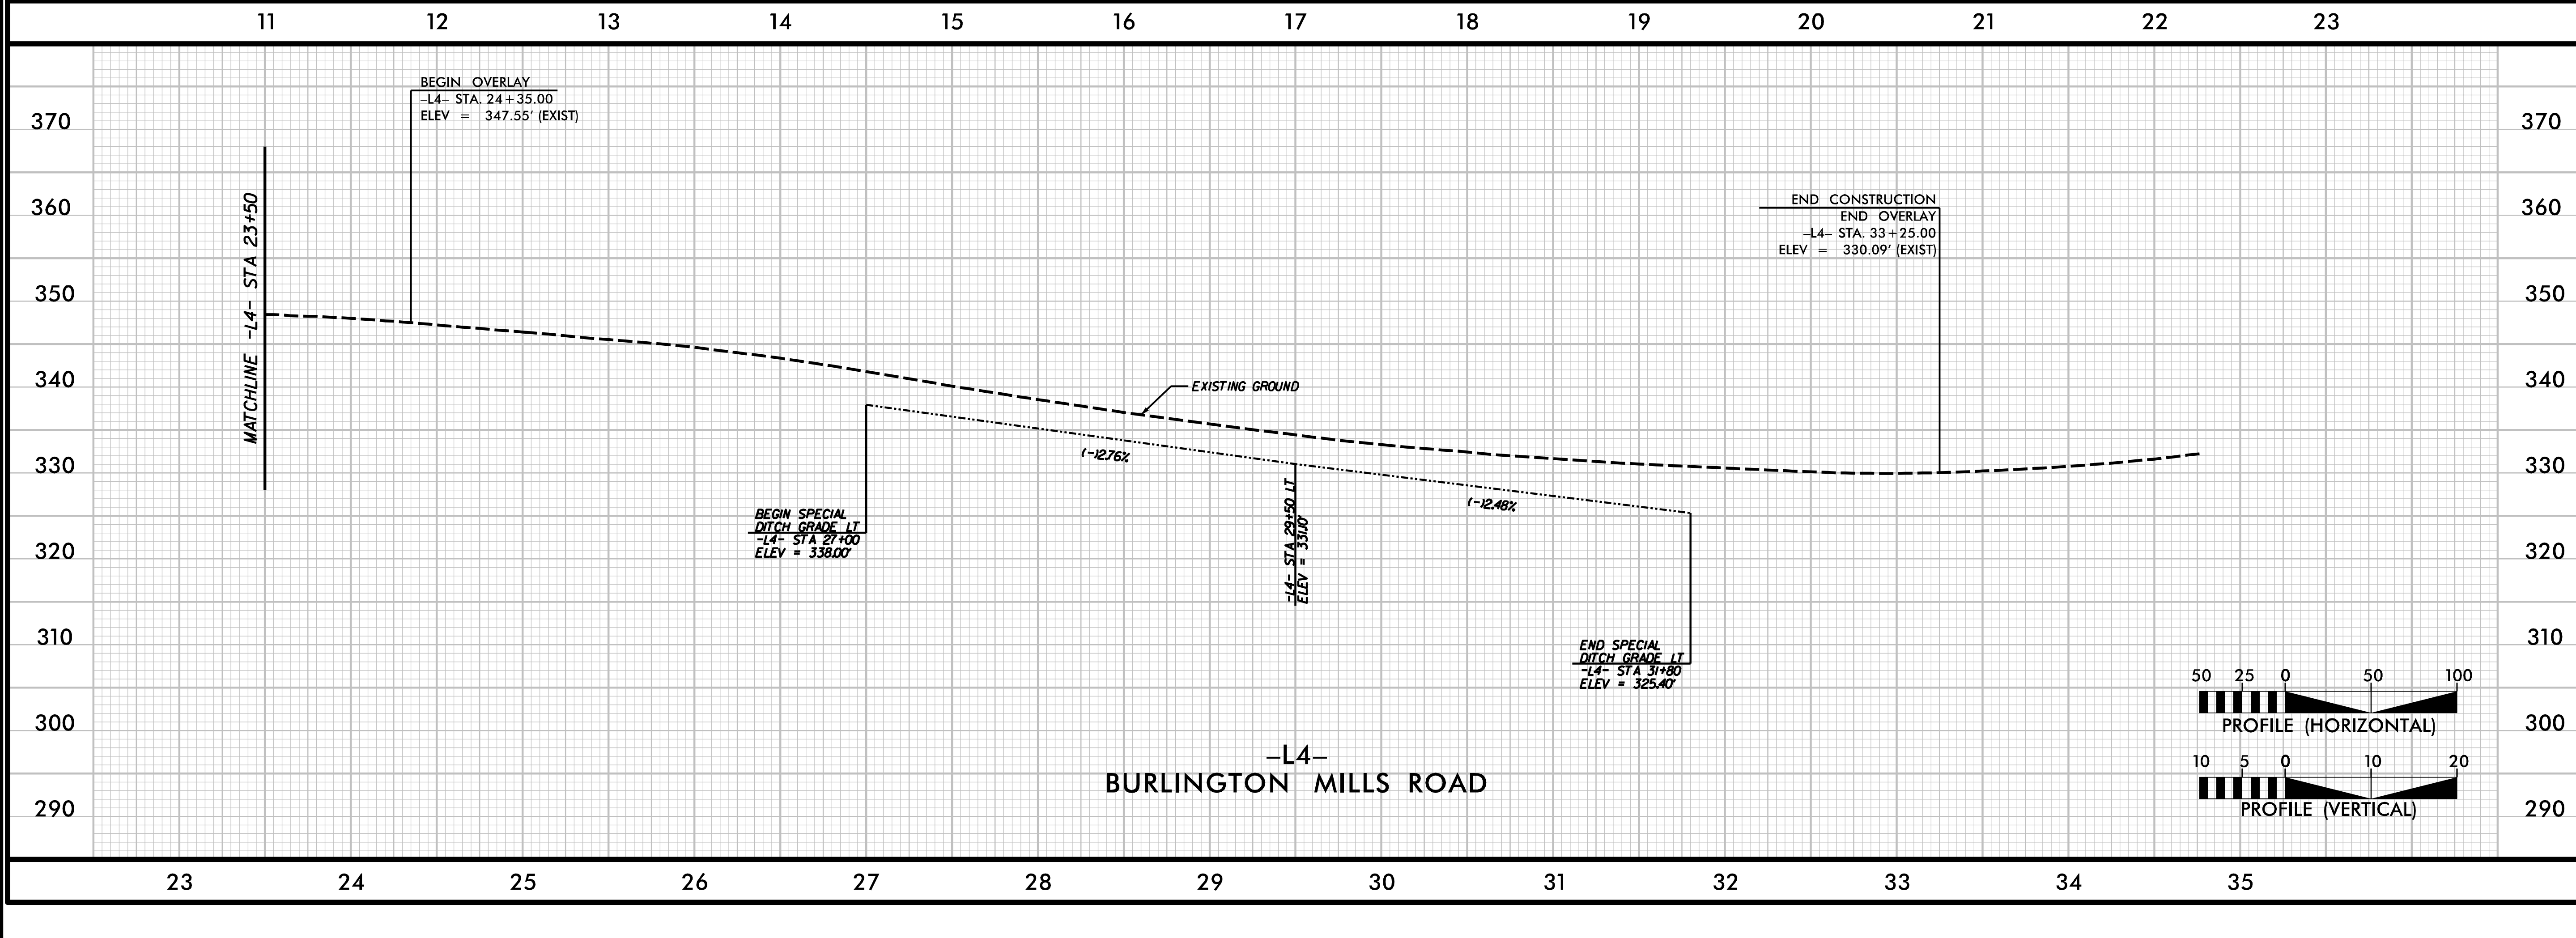 11 12 13 14 15 16 17 18 19 20 21 22 23
BEGIN OVERLAY
-L4- STA. 24+35.00
ELEV = 347.55' (EXIST)
370 370
END CONSTRUCTION
END OVERLAY
-L4- STA. 33+25.00
ELEV = 330.09' (EXIST)
360 360
MATCHLINE -L4- STA 23+50
350 350
340 340
EXISTING GROUND
(-)2.76%
330 330
(-)2.48%
BEGIN SPECIAL
DITCH GRADE LT
-L4- STA 27+00
ELEV = 338.00'
-L4- STA 29+50 LT
ELEV = 331.10'
320 320
310 310
END SPECIAL
DITCH GRADE LT
-L4- STA 31+80
ELEV = 325.40'
50 25 0 50 100
PROFILE (HORIZONTAL)
300 300
-L4-
BURLINGTON MILLS ROAD
10 5 0 10 20
PROFILE (VERTICAL)
290 290
23 24 25 26 27 28 29 30 31 32 33 34 35